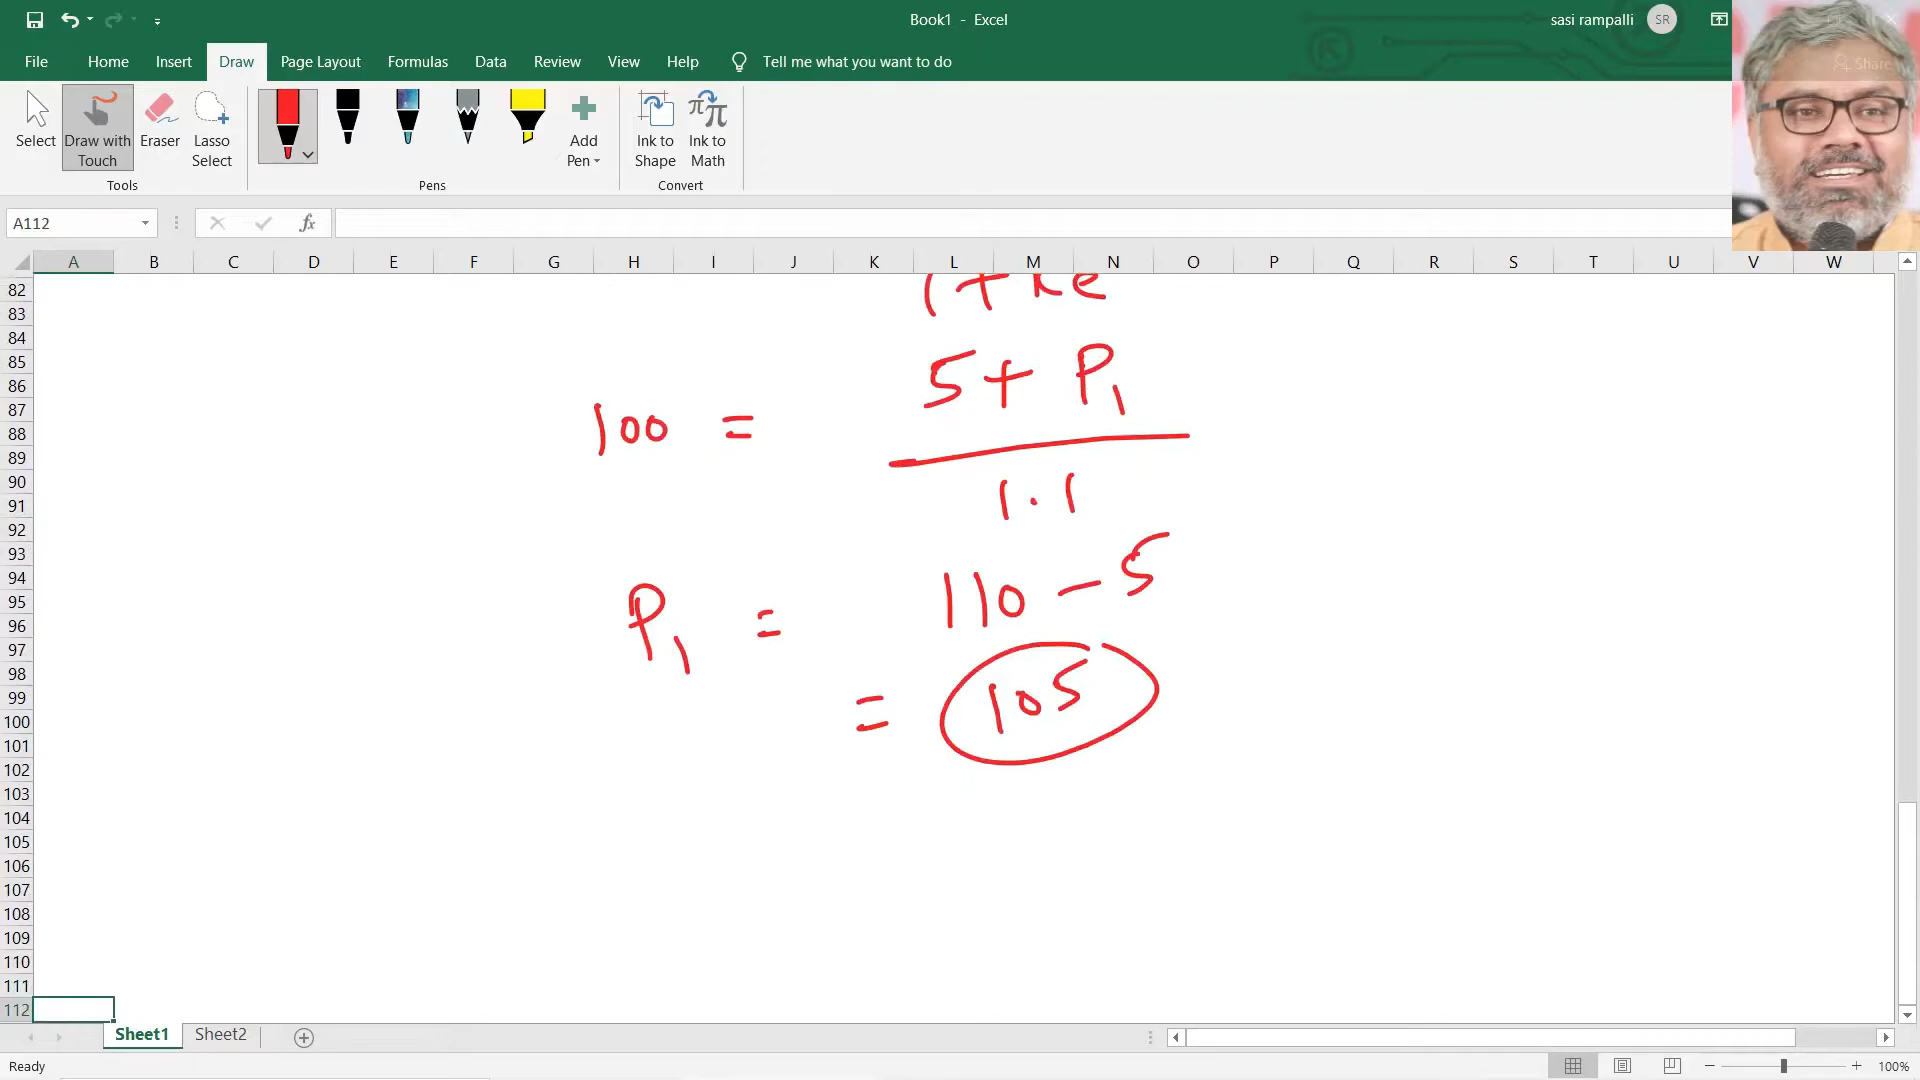 Book1 - Excel
sasi rampalli SR
File Home Insert Draw Page Layout Formulas Data Review View Help Tell me what you want to do
Share
Select
Draw with Touch
Eraser
Lasso Select
Add Pen
Ink to Shape
Ink to Math
Tools
Pens
Convert
A112
fx
A B C D E F G H I J K L M N O P Q R S T U V W
82
83
84
85
86
87
88
89
90
91
92
93
94
95
96
97
98
99
100
101
102
103
104
105
106
107
108
109
110
111
112
1 + Ke
5 + P1
100 =
1.1
P1 = 110 - 5
= 105
Sheet1 Sheet2
Ready
100%